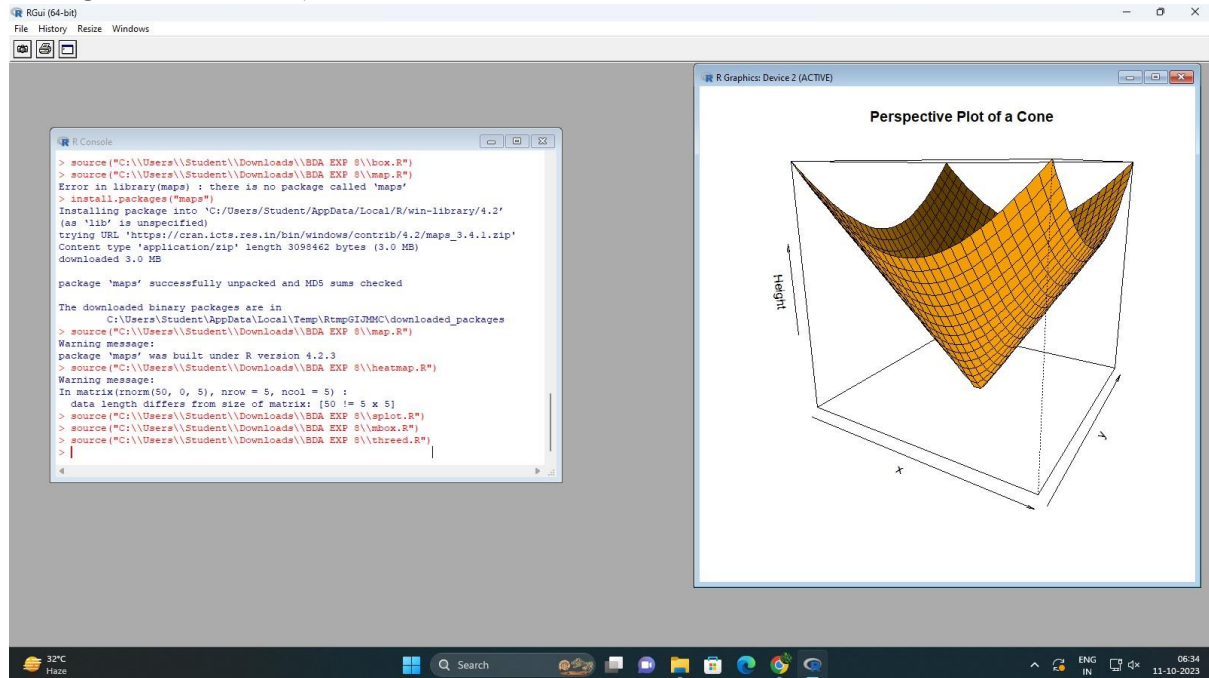 RGui (64-bit)
File History Resize Windows
R Console
> source("C:\\Users\\Student\\Downloads\\BDA EXP 8\\box.R")
> source("C:\\Users\\Student\\Downloads\\BDA EXP 8\\map.R")
Error in library(maps) : there is no package called ‘maps’
> install.packages("maps")
Installing package into ‘C:/Users/Student/AppData/Local/R/win-library/4.2’
(as ‘lib’ is unspecified)
trying URL 'https://cran.icts.res.in/bin/windows/contrib/4.2/maps_3.4.1.zip'
Content type 'application/zip' length 3098462 bytes (3.0 MB)
downloaded 3.0 MB
package ‘maps’ successfully unpacked and MD5 sums checked
The downloaded binary packages are in
C:\Users\Student\AppData\Local\Temp\RtmpGIJMMC\downloaded_packages
> source("C:\\Users\\Student\\Downloads\\BDA EXP 8\\map.R")
Warning message:
package ‘maps’ was built under R version 4.2.3
> source("C:\\Users\\Student\\Downloads\\BDA EXP 8\\heatmap.R")
Warning message:
In matrix(rnorm(50, 0, 5), nrow = 5, ncol = 5) :
data length differs from size of matrix: [50 != 5 x 5]
> source("C:\\Users\\Student\\Downloads\\BDA EXP 8\\splot.R")
> source("C:\\Users\\Student\\Downloads\\BDA EXP 8\\mbox.R")
> source("C:\\Users\\Student\\Downloads\\BDA EXP 8\\threed.R")
>
R Graphics: Device 2 (ACTIVE)
Perspective Plot of a Cone
Height
x
y
32°C
Haze
Search
ENG
IN
06:34
11-10-2023